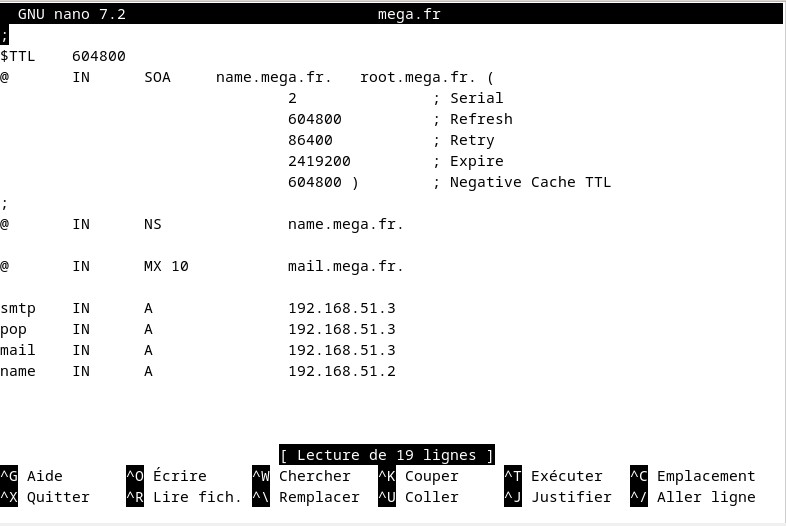 GNU nano 7.2 mega.fr
;
$TTL 604800
@ IN SOA name.mega.fr. root.mega.fr. (
2 ; Serial
604800 ; Refresh
86400 ; Retry
2419200 ; Expire
604800 ) ; Negative Cache TTL
;
@ IN NS name.mega.fr.
@ IN MX 10 mail.mega.fr.
smtp IN A 192.168.51.3
pop IN A 192.168.51.3
mail IN A 192.168.51.3
name IN A 192.168.51.2
[ Lecture de 19 lignes ]
^G Aide ^O Écrire ^W Chercher ^K Couper ^T Exécuter ^C Emplacement
^X Quitter ^R Lire fich. ^\ Remplacer ^U Coller ^J Justifier ^/ Aller ligne